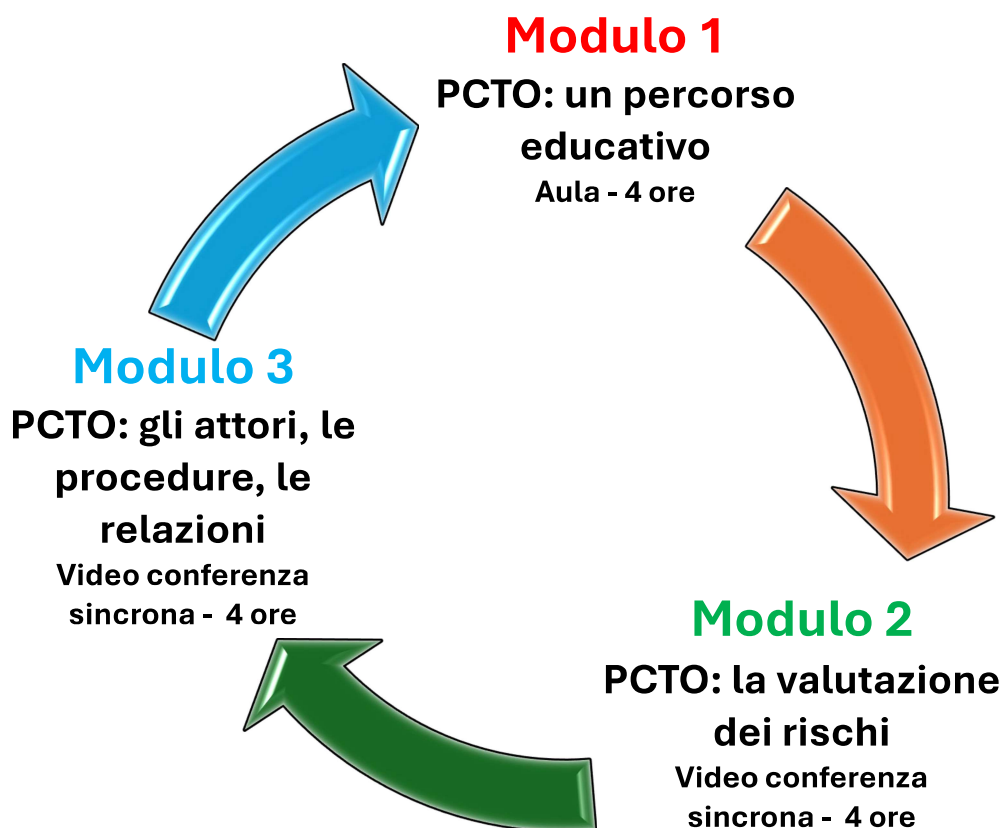 Modulo 1
PCTO: un percorso
educativo
Aula - 4 ore
Modulo 2
PCTO: la valutazione
dei rischi
Video conferenza
sincrona - 4 ore
Modulo 3
PCTO: gli attori, le
procedure, le
relazioni
Video conferenza
sincrona - 4 ore